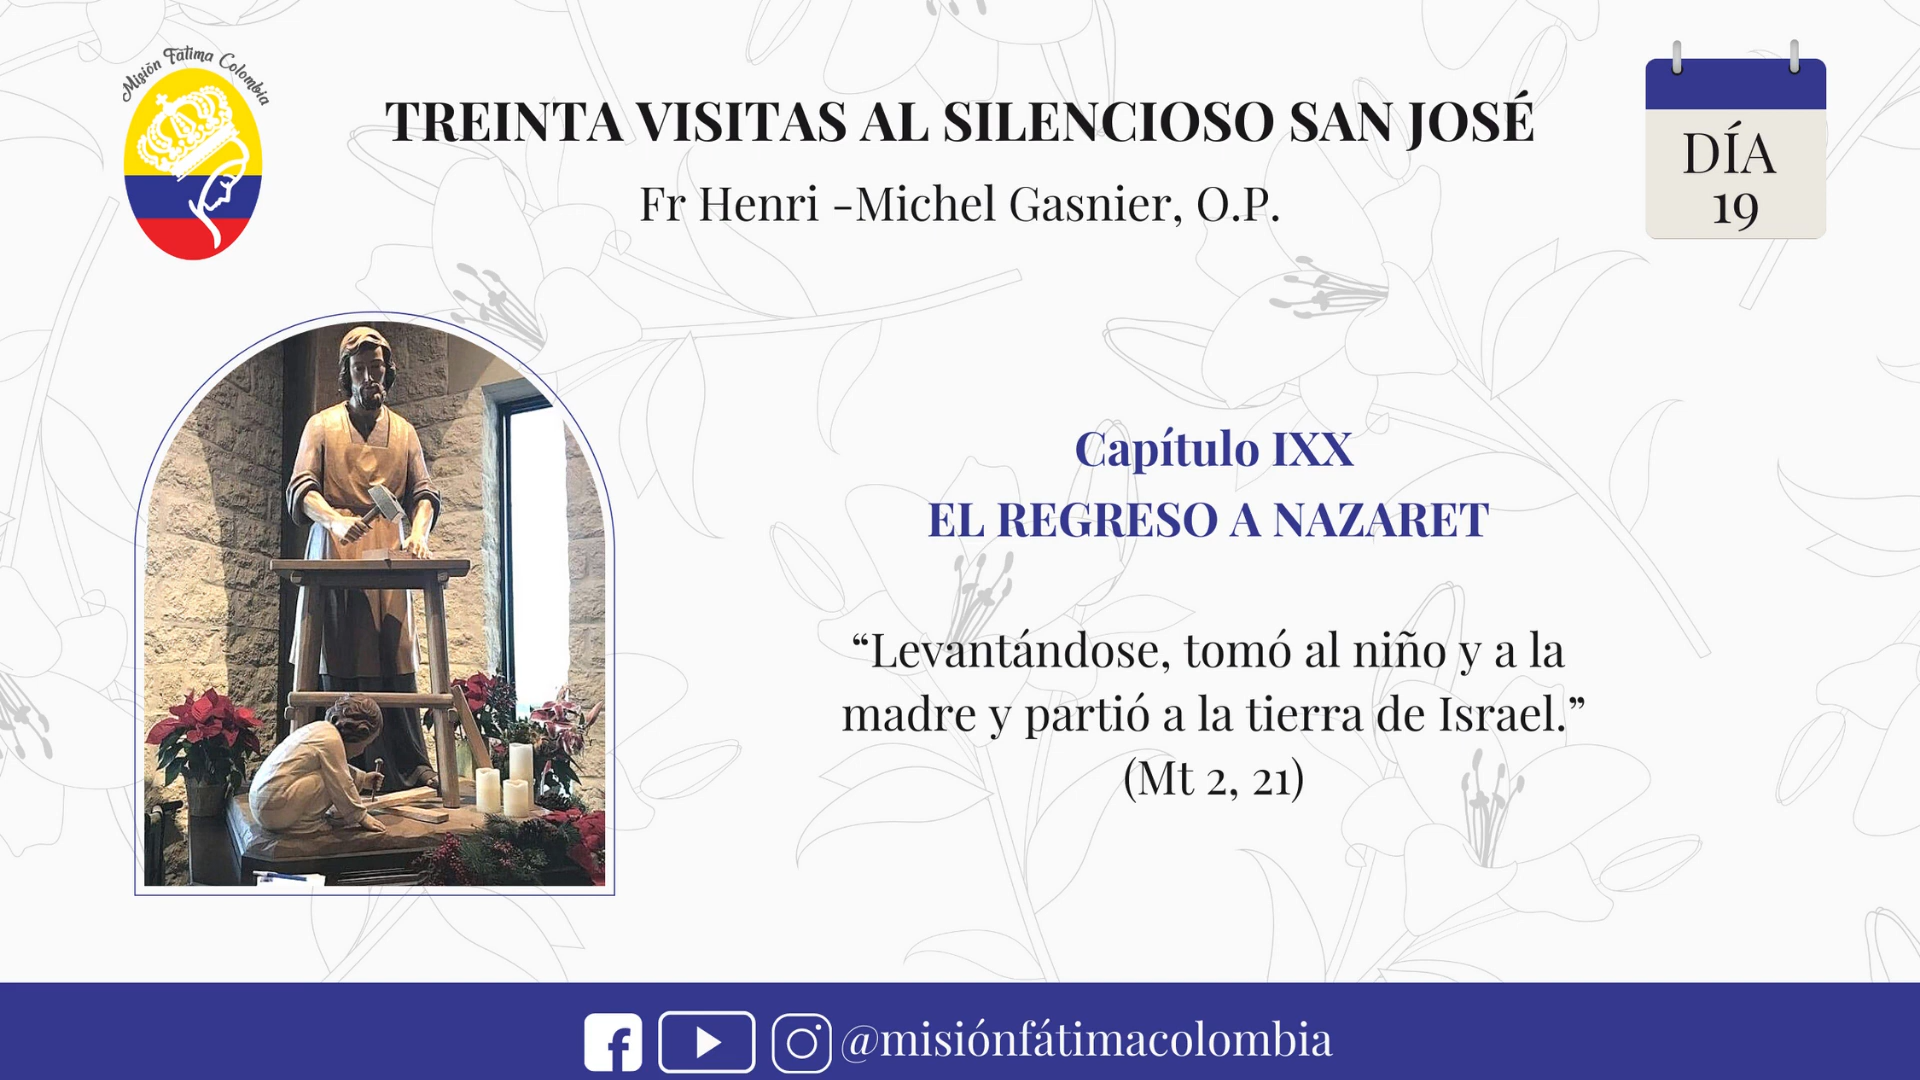 Misión Fátima Colombia
TREINTA VISITAS AL SILENCIOSO SAN JOSÉ
Fr Henri -Michel Gasnier, O.P.
DÍA
19
Capítulo IXX
EL REGRESO A NAZARET
“Levantándose, tomó al niño y a la
madre y partió a la tierra de Israel.”
(Mt 2, 21)
@misiónfátimacolombia